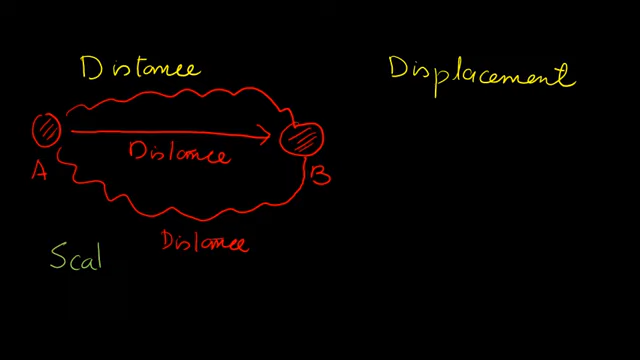 Distance
Displacement
Distance
A
B
Distance
Scal